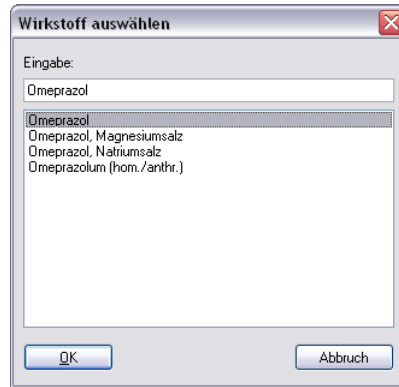 Wirkstoff auswählen
Eingabe:
Omeprazol
Omeprazol
Omeprazol, Magnesiumsalz
Omeprazol, Natriumsalz
Omeprazolum (hom./anthr.)
OK
Abbruch